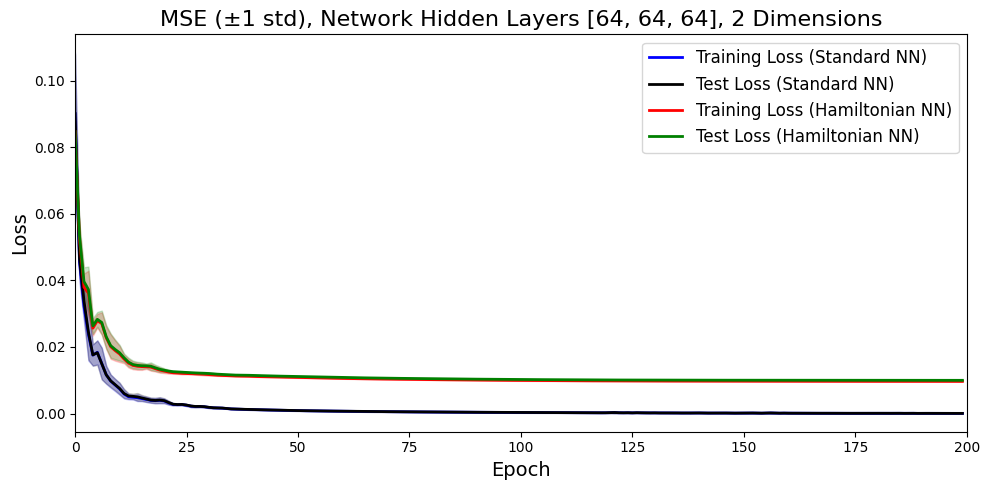 MSE (±1 std), Network Hidden Layers [64, 64, 64], 2 Dimensions
Training Loss (Standard NN)
Test Loss (Standard NN)
Training Loss (Hamiltonian NN)
Test Loss (Hamiltonian NN)
Loss
0.10
0.08
0.06
0.04
0.02
0.00
0 25 50 75 100 125 150 175 200
Epoch